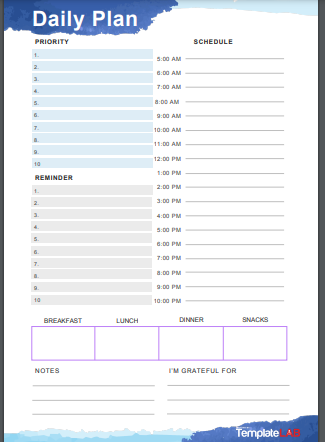 Daily Plan
PRIORITY
1.
2.
3.
4.
5.
6.
7.
8.
9.
10
REMINDER
1.
2.
3.
4.
5.
6.
7.
8.
9.
10
SCHEDULE
5:00 AM
6:00 AM
7:00 AM
8:00 AM
9:00 AM
10:00 AM
11:00 AM
12:00 PM
1:00 PM
2:00 PM
3:00 PM
4:00 PM
5:00 PM
6:00 PM
7:00 PM
8:00 PM
9:00 PM
10:00 PM
BREAKFAST
LUNCH
DINNER
SNACKS
NOTES
I'M GRATEFUL FOR
TemplateLAB